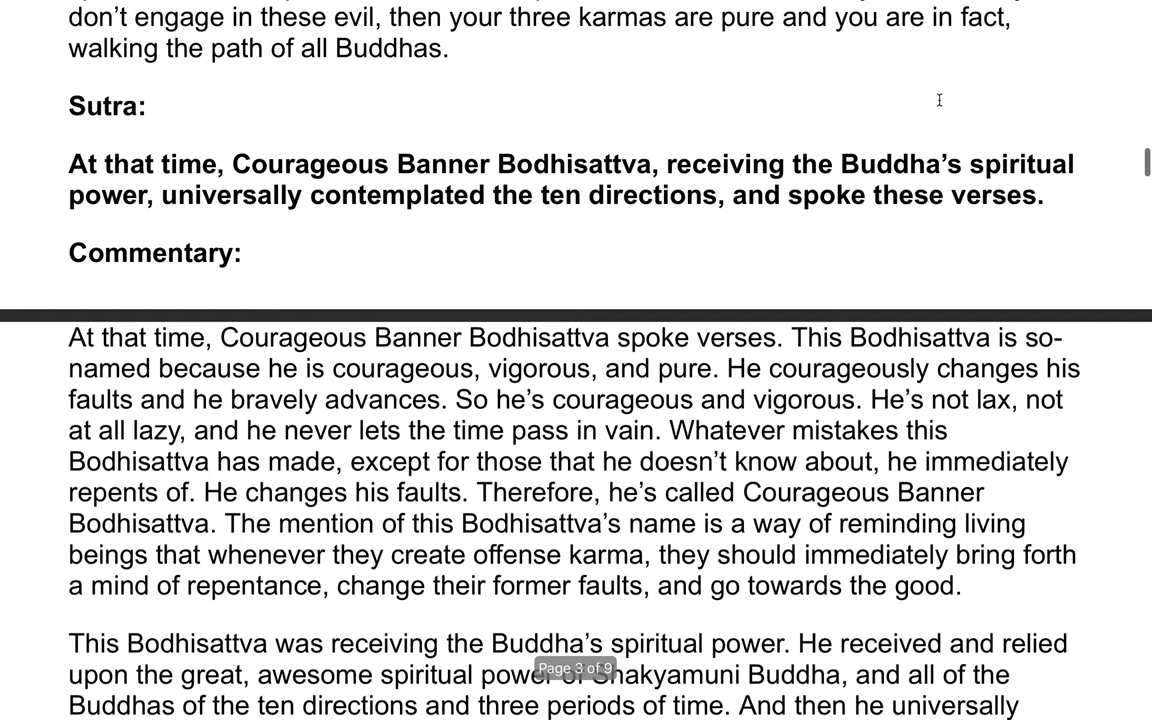 don't engage in these evil, then your three karmas are pure and you are in fact,
walking the path of all Buddhas.
Sutra:
At that time, Courageous Banner Bodhisattva, receiving the Buddha's spiritual
power, universally contemplated the ten directions, and spoke these verses.
Commentary:
At that time, Courageous Banner Bodhisattva spoke verses. This Bodhisattva is so-
named because he is courageous, vigorous, and pure. He courageously changes his
faults and he bravely advances. So he's courageous and vigorous. He's not lax, not
at all lazy, and he never lets the time pass in vain. Whatever mistakes this
Bodhisattva has made, except for those that he doesn't know about, he immediately
repents of. He changes his faults. Therefore, he's called Courageous Banner
Bodhisattva. The mention of this Bodhisattva's name is a way of reminding living
beings that whenever they create offense karma, they should immediately bring forth
a mind of repentance, change their former faults, and go towards the good.
This Bodhisattva was receiving the Buddha's spiritual power. He received and relied
upon the great, awesome spiritual power of Shakyamuni Buddha, and all of the
Page 3 of 9
Buddhas of the ten directions and three periods of time. And then he universally